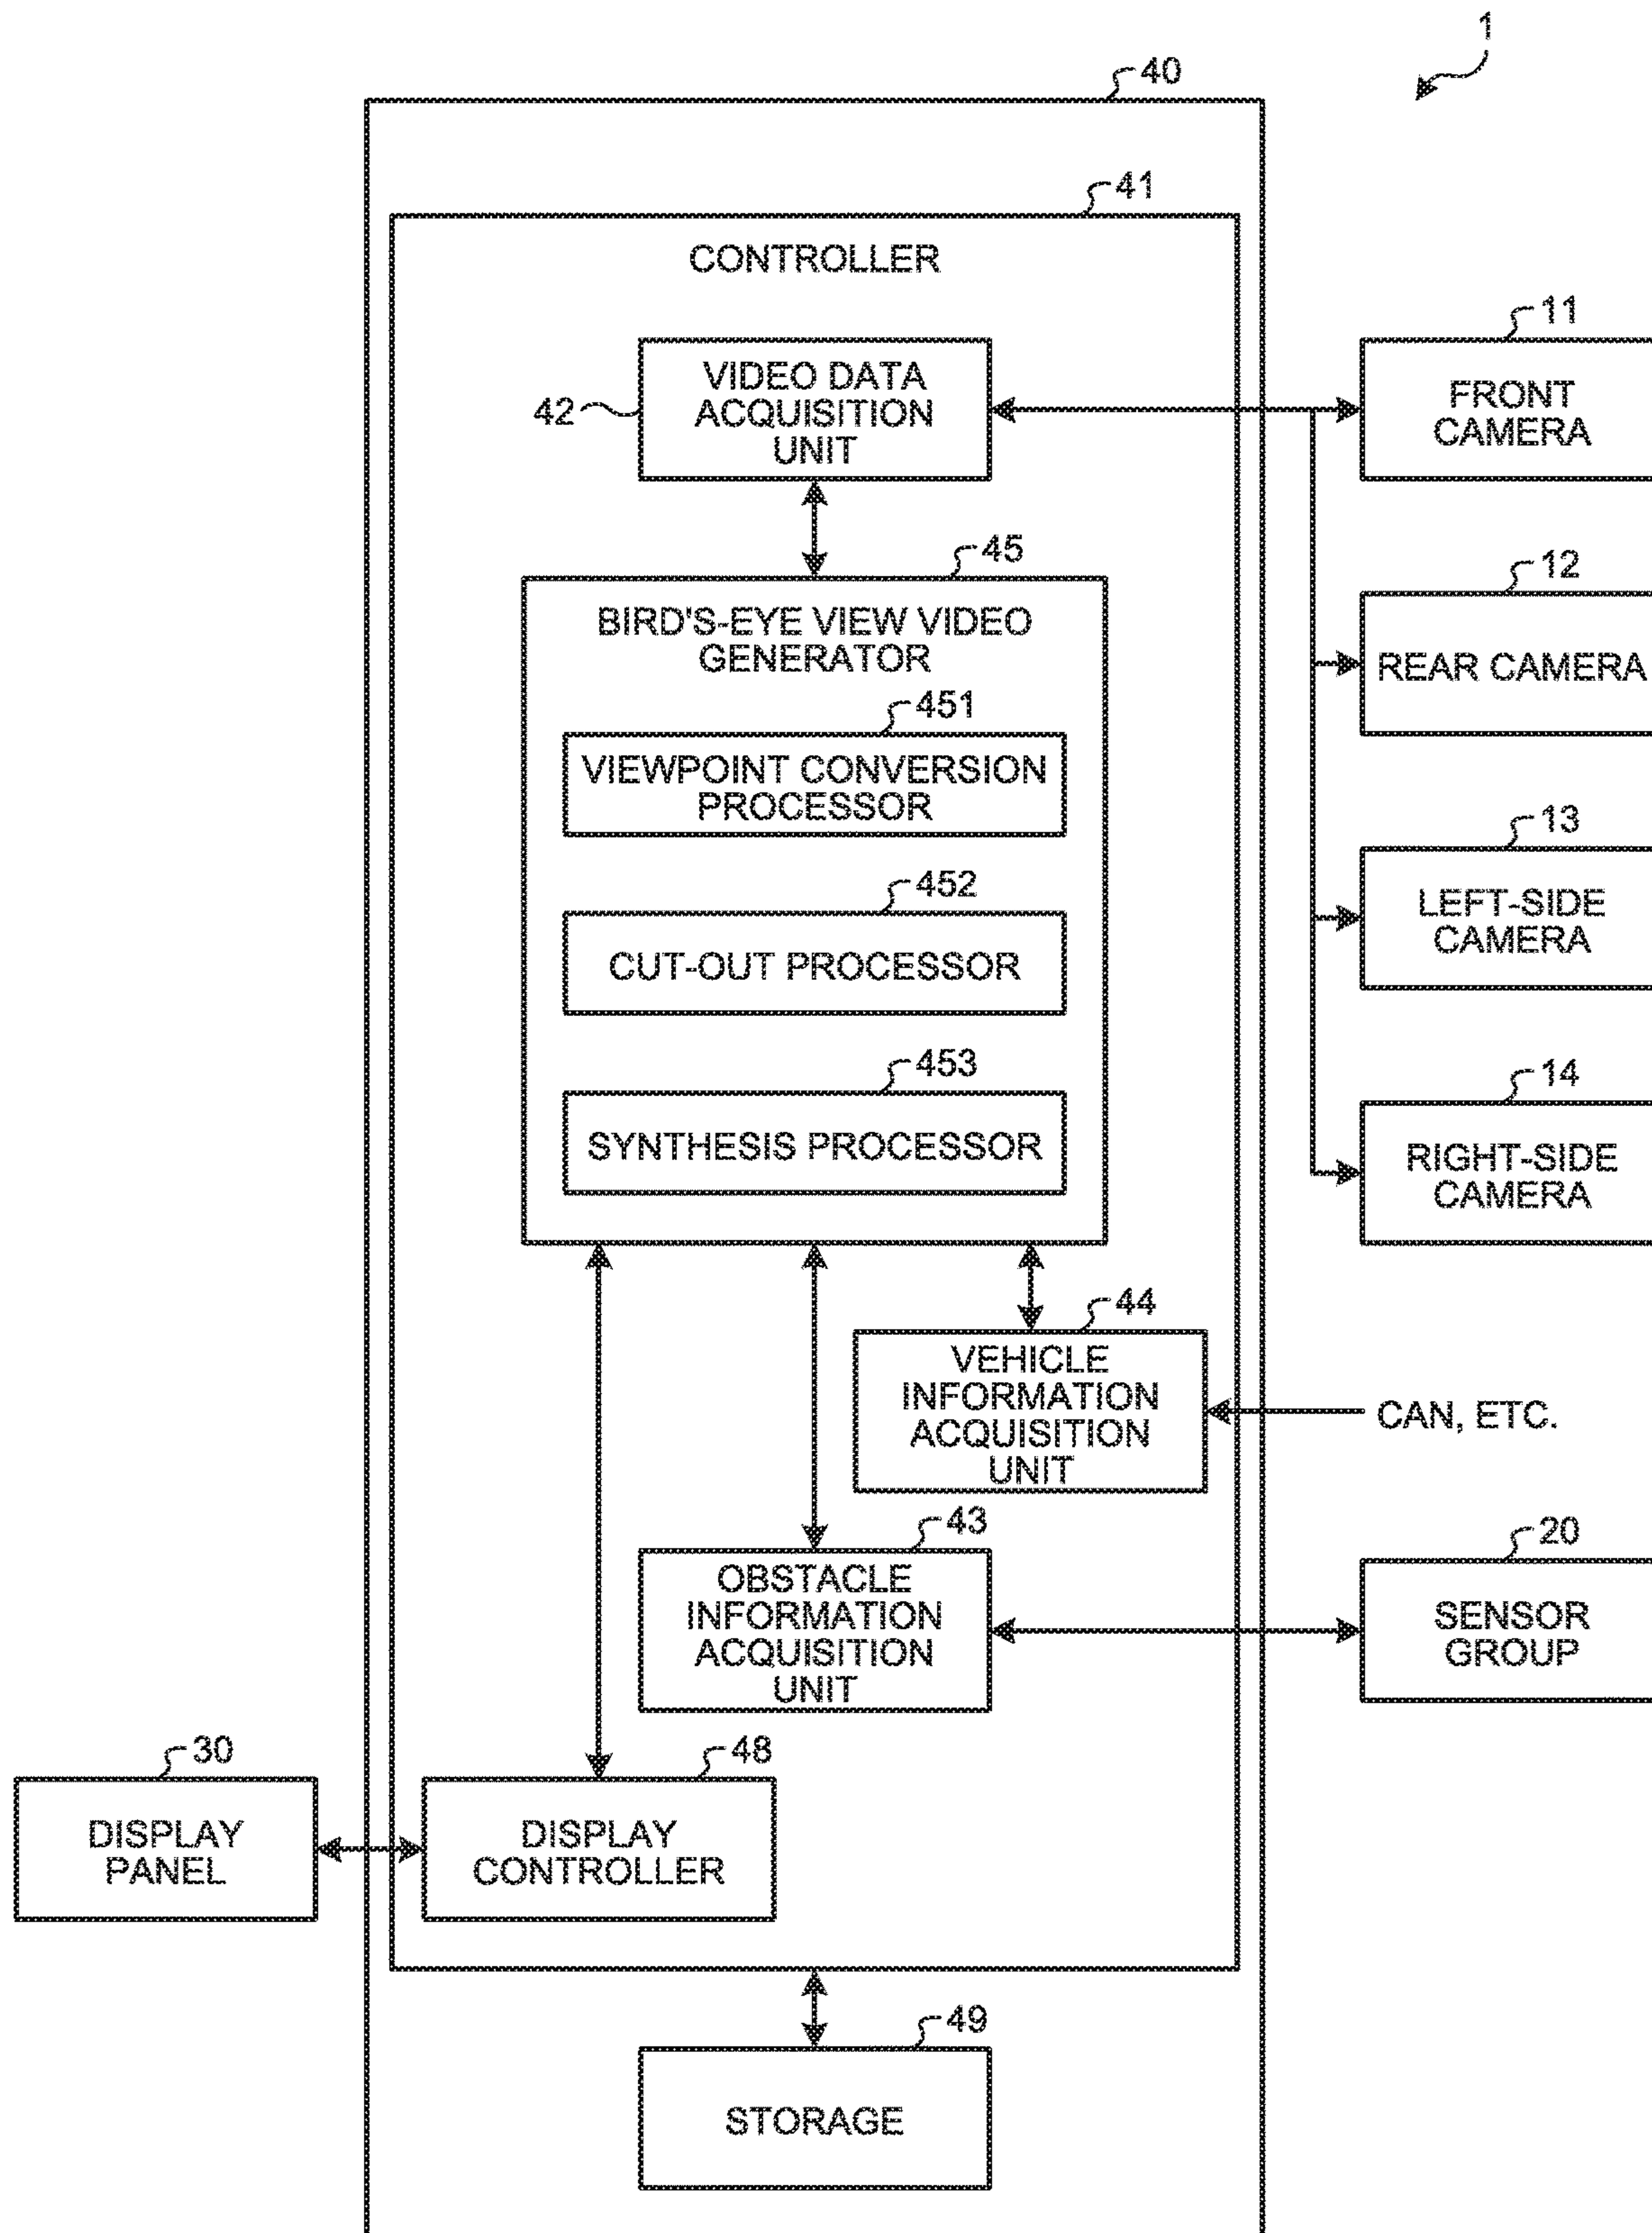 1
40
41
CONTROLLER
11
VIDEO DATA
ACQUISITION
UNIT
42
FRONT
CAMERA
45
BIRD'S-EYE VIEW VIDEO
GENERATOR
12
REAR CAMERA
451
VIEWPOINT CONVERSION
PROCESSOR
13
LEFT-SIDE
CAMERA
452
CUT-OUT PROCESSOR
453
SYNTHESIS PROCESSOR
14
RIGHT-SIDE
CAMERA
44
VEHICLE
INFORMATION
ACQUISITION
UNIT
CAN, ETC.
43
OBSTACLE
INFORMATION
ACQUISITION
UNIT
20
SENSOR
GROUP
30
DISPLAY
PANEL
48
DISPLAY
CONTROLLER
49
STORAGE